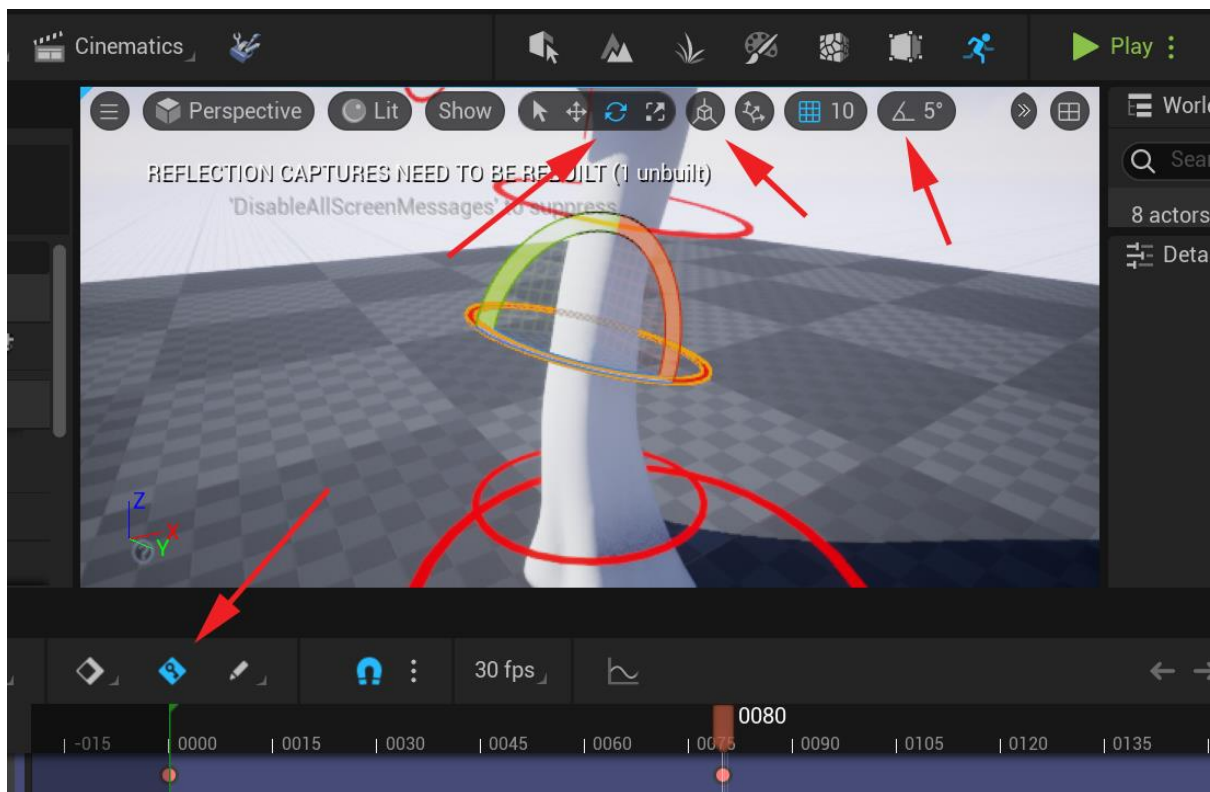 Cinematics
Play
Perspective
Lit
Show
10
5°
Worl
REFLECTION CAPTURES NEED TO BE REBUILT (1 unbuilt)
Sear
'DisableAllScreenMessages' to suppress
8 actors
Deta
Z
X
Y
30 fps
0080
-015
0000
0015
0030
0045
0060
0075
0090
0105
0120
0135